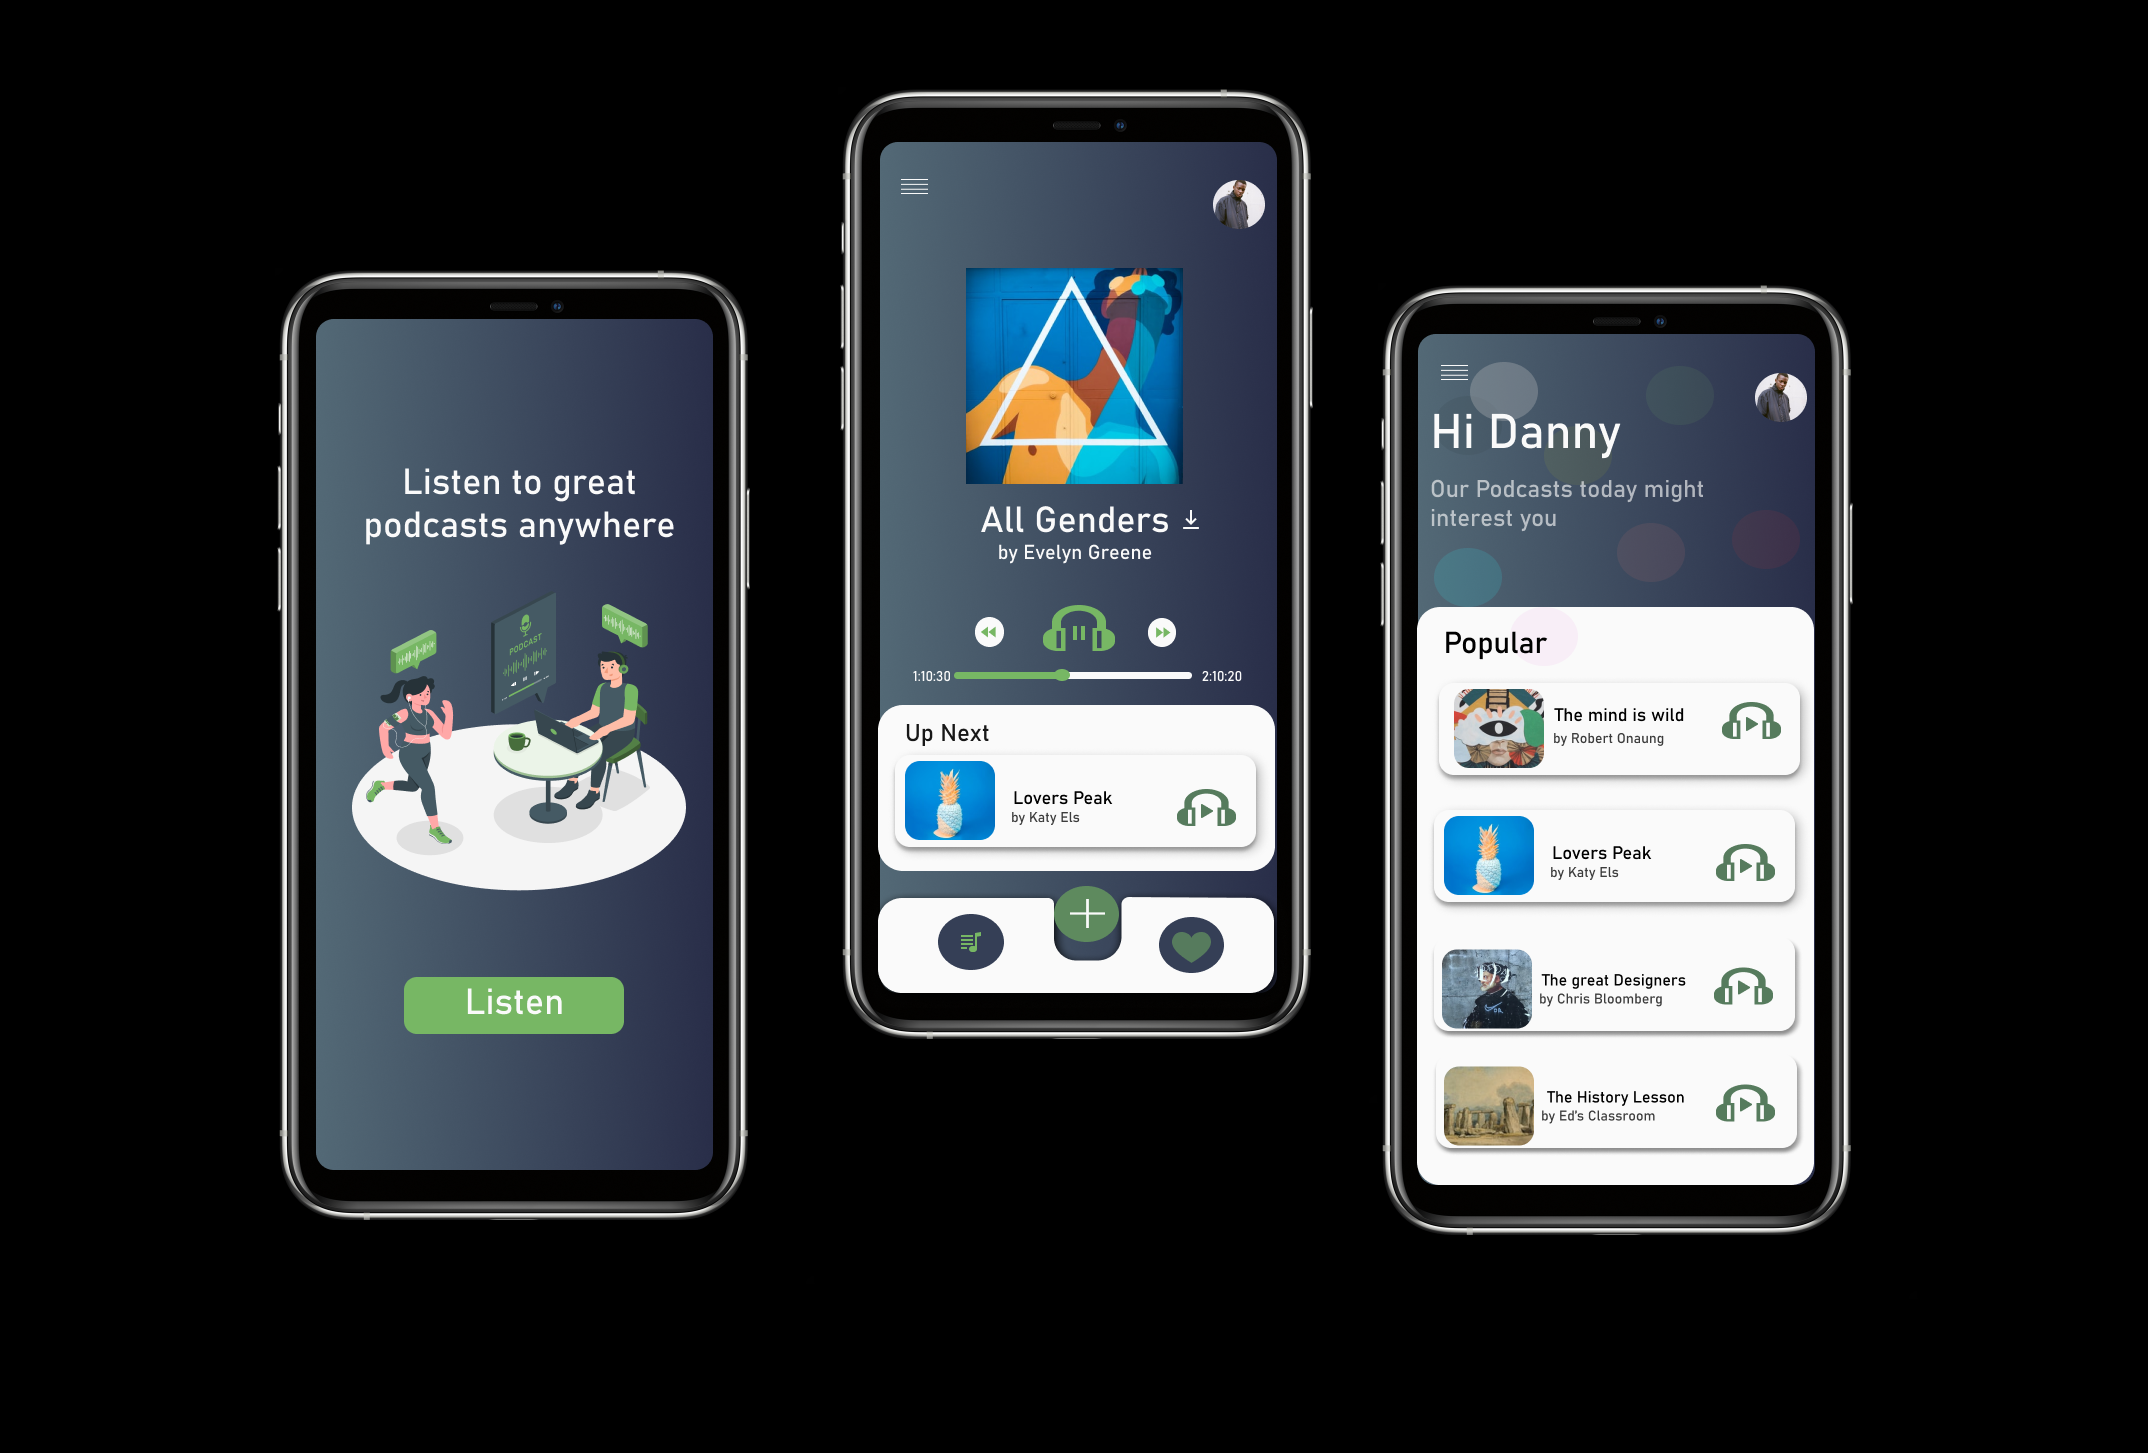 Listen to great
podcasts anywhere
PODCAST
Listen
All Genders
by Evelyn Greene
1:10:30
2:10:20
Up Next
Lovers Peak
by Katy Els
Hi Danny
Our Podcasts today might
interest you
Popular
The mind is wild
by Robert Onaung
Lovers Peak
by Katy Els
The great Designers
by Chris Bloomberg
The History Lesson
by Ed's Classroom